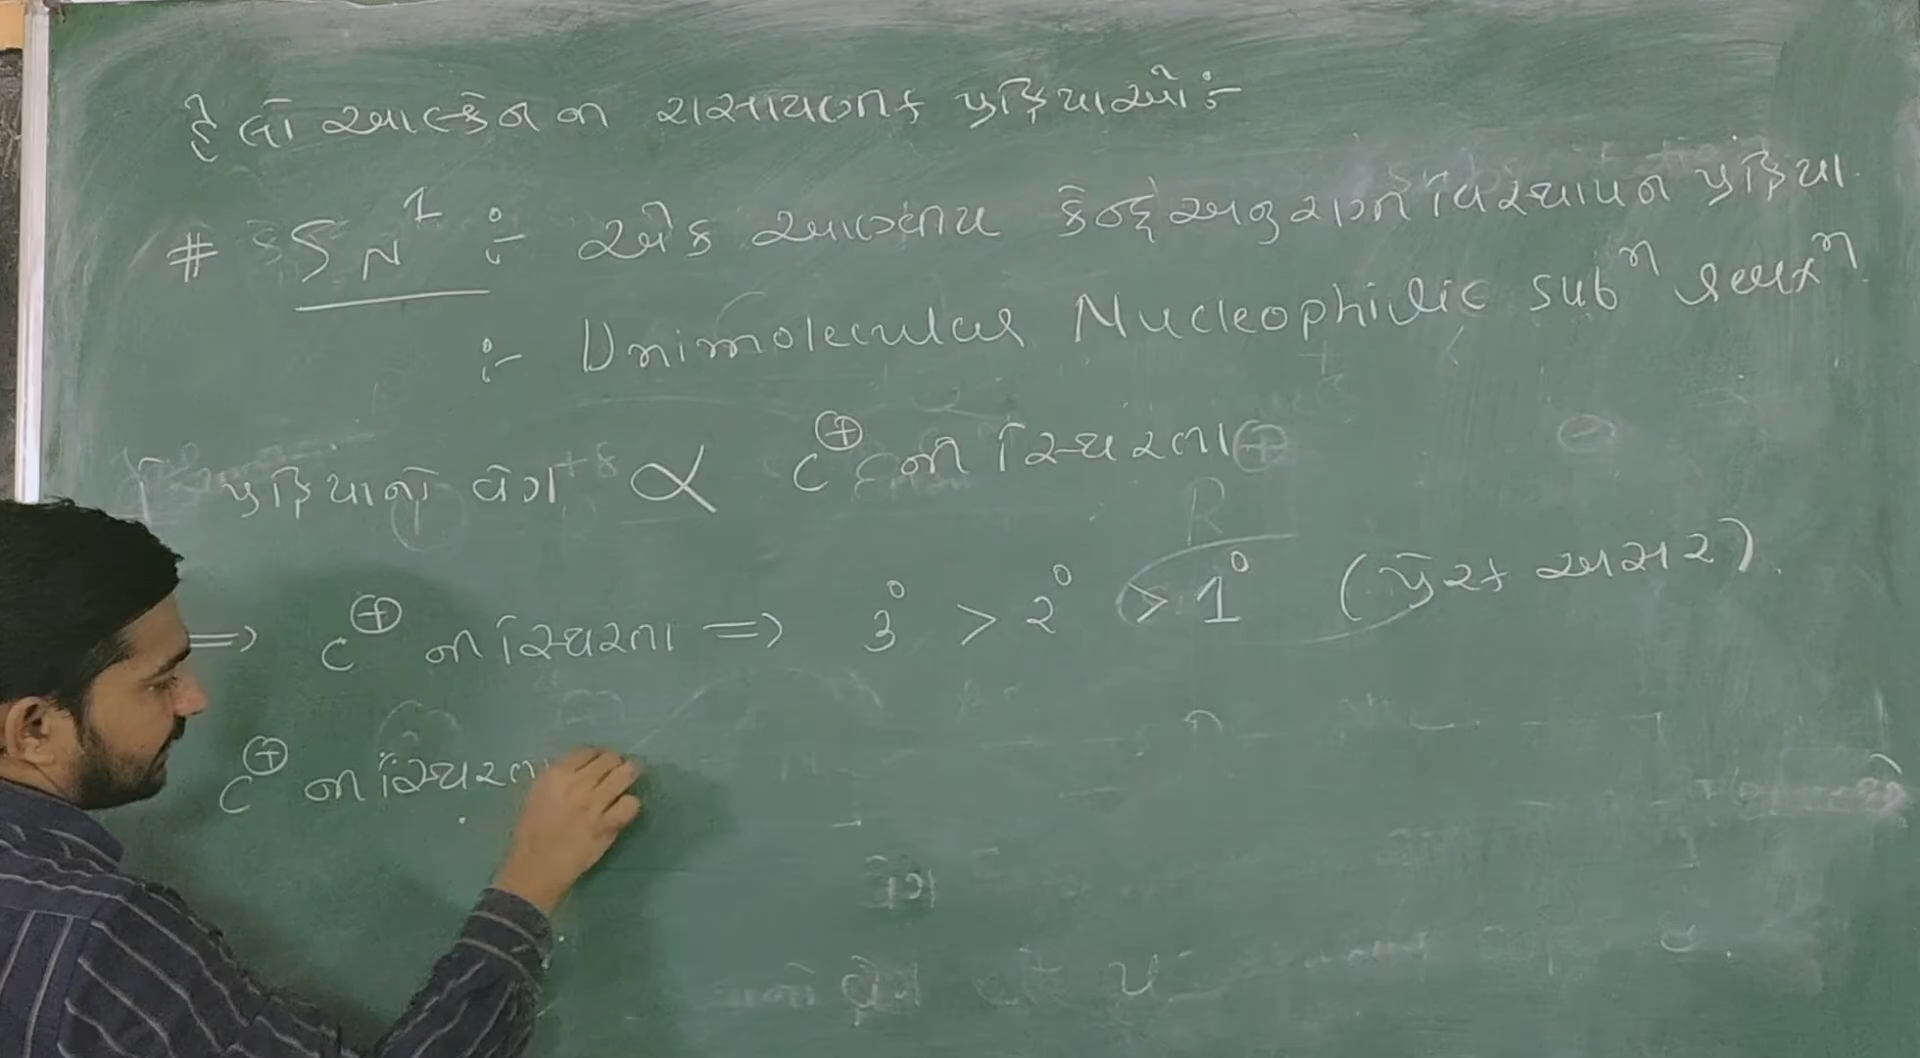 હેલો આલ્કેનન રાસાયણીક પ્રક્રિયાઓ :-
# SN1 :- એક આણ્વીય કેન્દ્રઅનુરાગી વિસ્થાપન પ્રક્રિયા
:- Unimolecular Nucleophilic subⁿ reaxⁿ
પ્રક્રિયાનો વેગ ∝ C⊕ ની સ્થિરતા
=> C⊕ ની સ્થિરતા => 3° > 2° > 1° (પ્રેરક અસર)
C⊕ ની સ્થિરતા